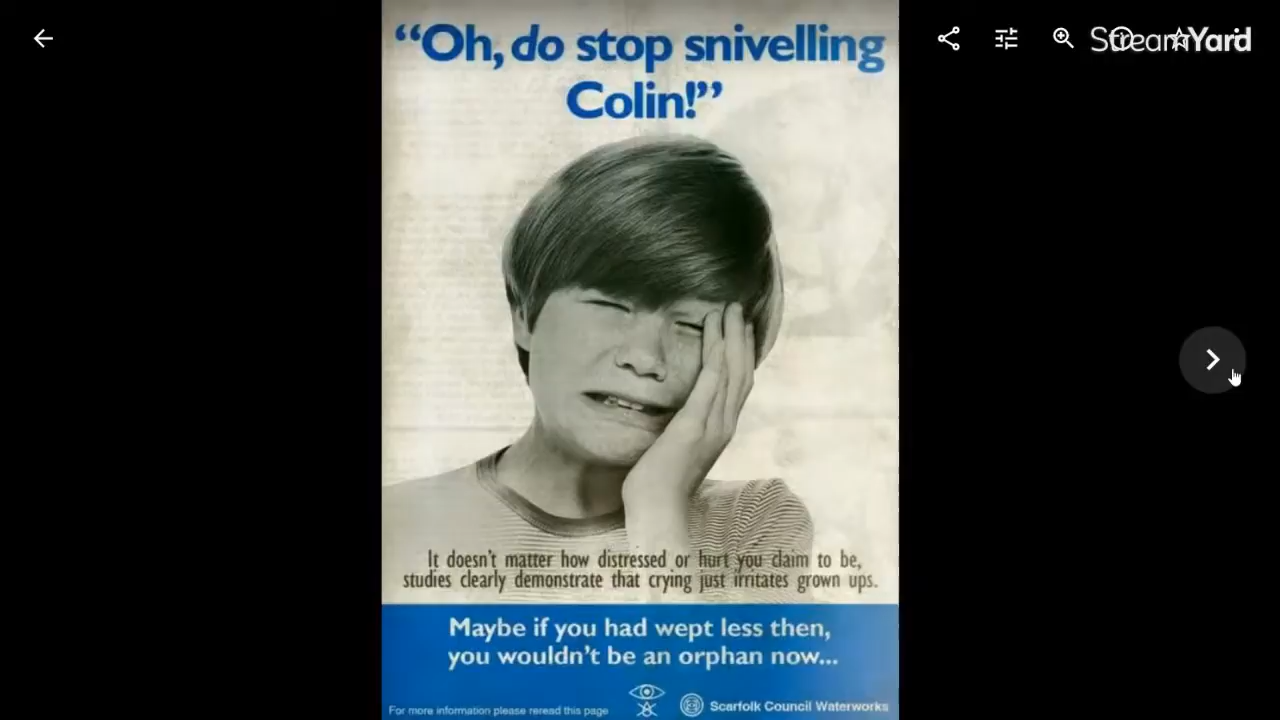 “Oh, do stop snivelling
Colin!”
StreamYard
It doesn't matter how distressed or hurt you claim to be,
studies clearly demonstrate that crying just irritates grown ups.
Maybe if you had wept less then,
you wouldn't be an orphan now...
For more information please reread this page
Scarfolk Council Waterworks